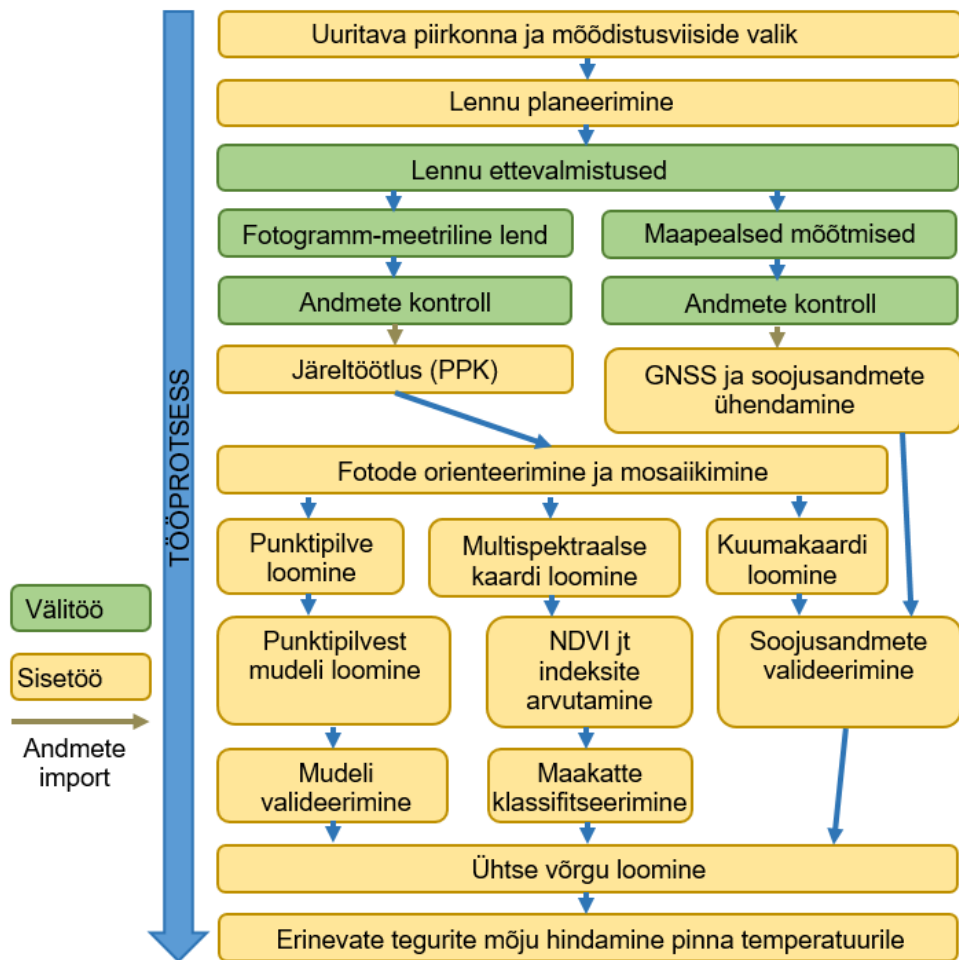 Uuritava piirkonna ja mõõdistusviiside valik
Lennu planeerimine
Lennu ettevalmistused
Fotogramm-meetriline lend
Maapealsed mõõtmised
Andmete kontroll
Andmete kontroll
Järeltöötlus (PPK)
GNSS ja soojusandmete
ühendamine
TÖÖPROTSESS
Fotode orienteerimine ja mosaiikimine
Punktipilve
loomine
Multispektraalse
kaardi loomine
Kuumakaardi
loomine
Punktipilvest
mudeli loomine
NDVI jt
indeksite
arvutamine
Soojusandmete
valideerimine
Mudeli
valideerimine
Maakatte
klassifitseerimine
Ühtse võrgu loomine
Erinevate tegurite mõju hindamine pinna temperatuurile
Välitöö
Sisetöö
Andmete
import